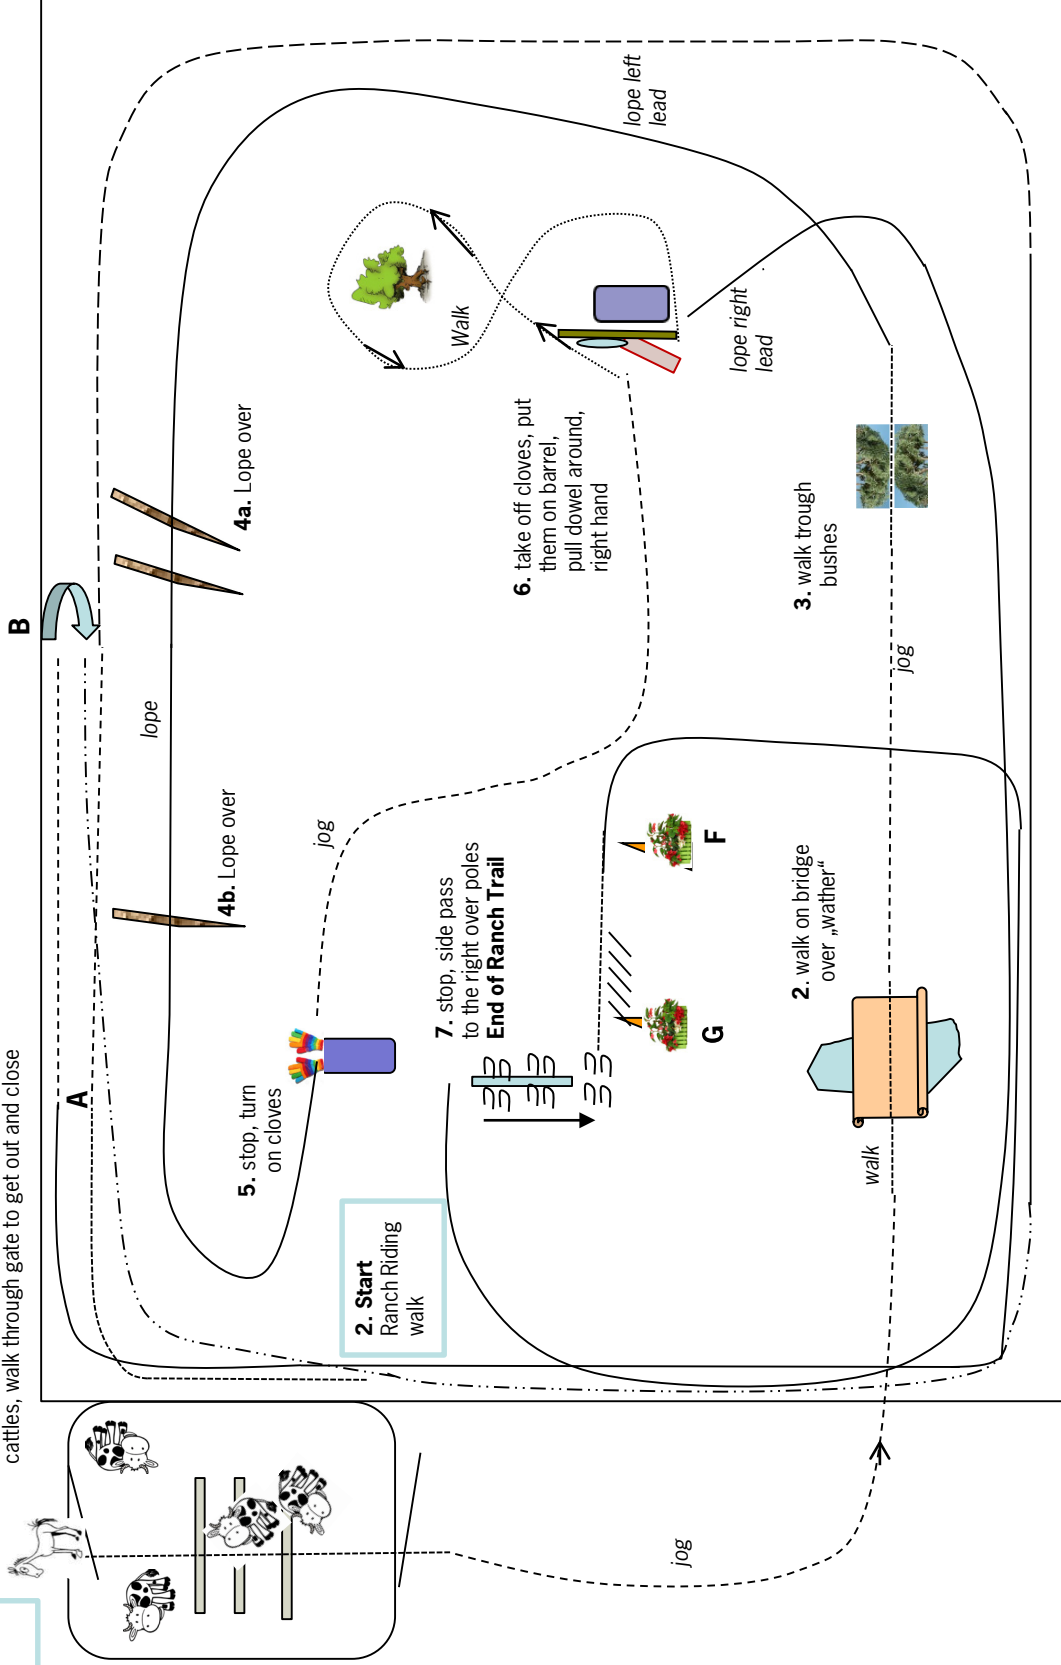 cattles, walk through gate to get out and close
B
A
lope
4a. Lope over
4b. Lope over
lope left
lead
Walk
lope right
lead
6. take off cloves, put
them on barrel,
pull dowel around,
right hand
3. walk trough
bushes
jog
jog
5. stop, turn
on cloves
7. stop, side pass
to the right over poles
End of Ranch Trail
F
G
2. walk on bridge
over „wather“
walk
2. Start
Ranch Riding
walk
jog